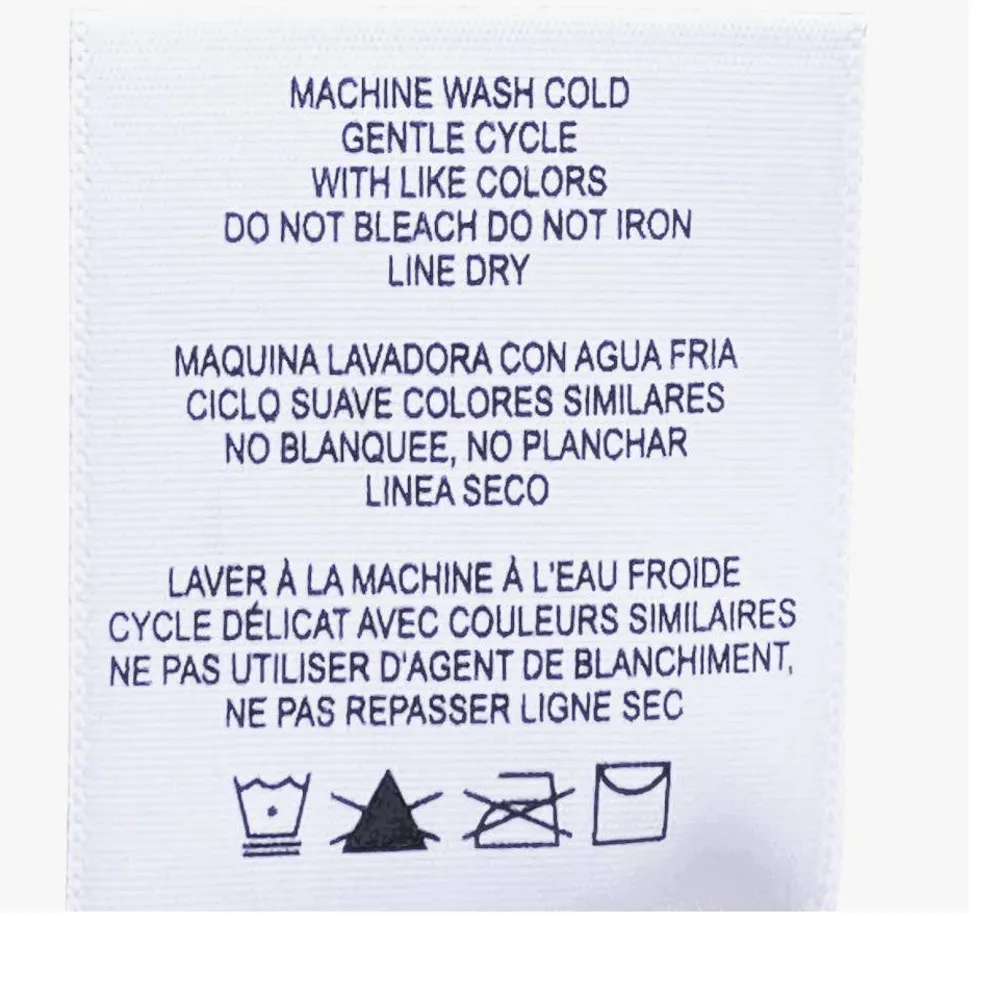 MACHINE WASH COLD
GENTLE CYCLE
WITH LIKE COLORS
DO NOT BLEACH DO NOT IRON
LINE DRY
MAQUINA LAVADORA CON AGUA FRIA
CICLO SUAVE COLORES SIMILARES
NO BLANQUEE, NO PLANCHAR
LINEA SECO
LAVER À LA MACHINE À L'EAU FROIDE
CYCLE DÉLICAT AVEC COULEURS SIMILAIRES
NE PAS UTILISER D'AGENT DE BLANCHIMENT,
NE PAS REPASSER LIGNE SEC